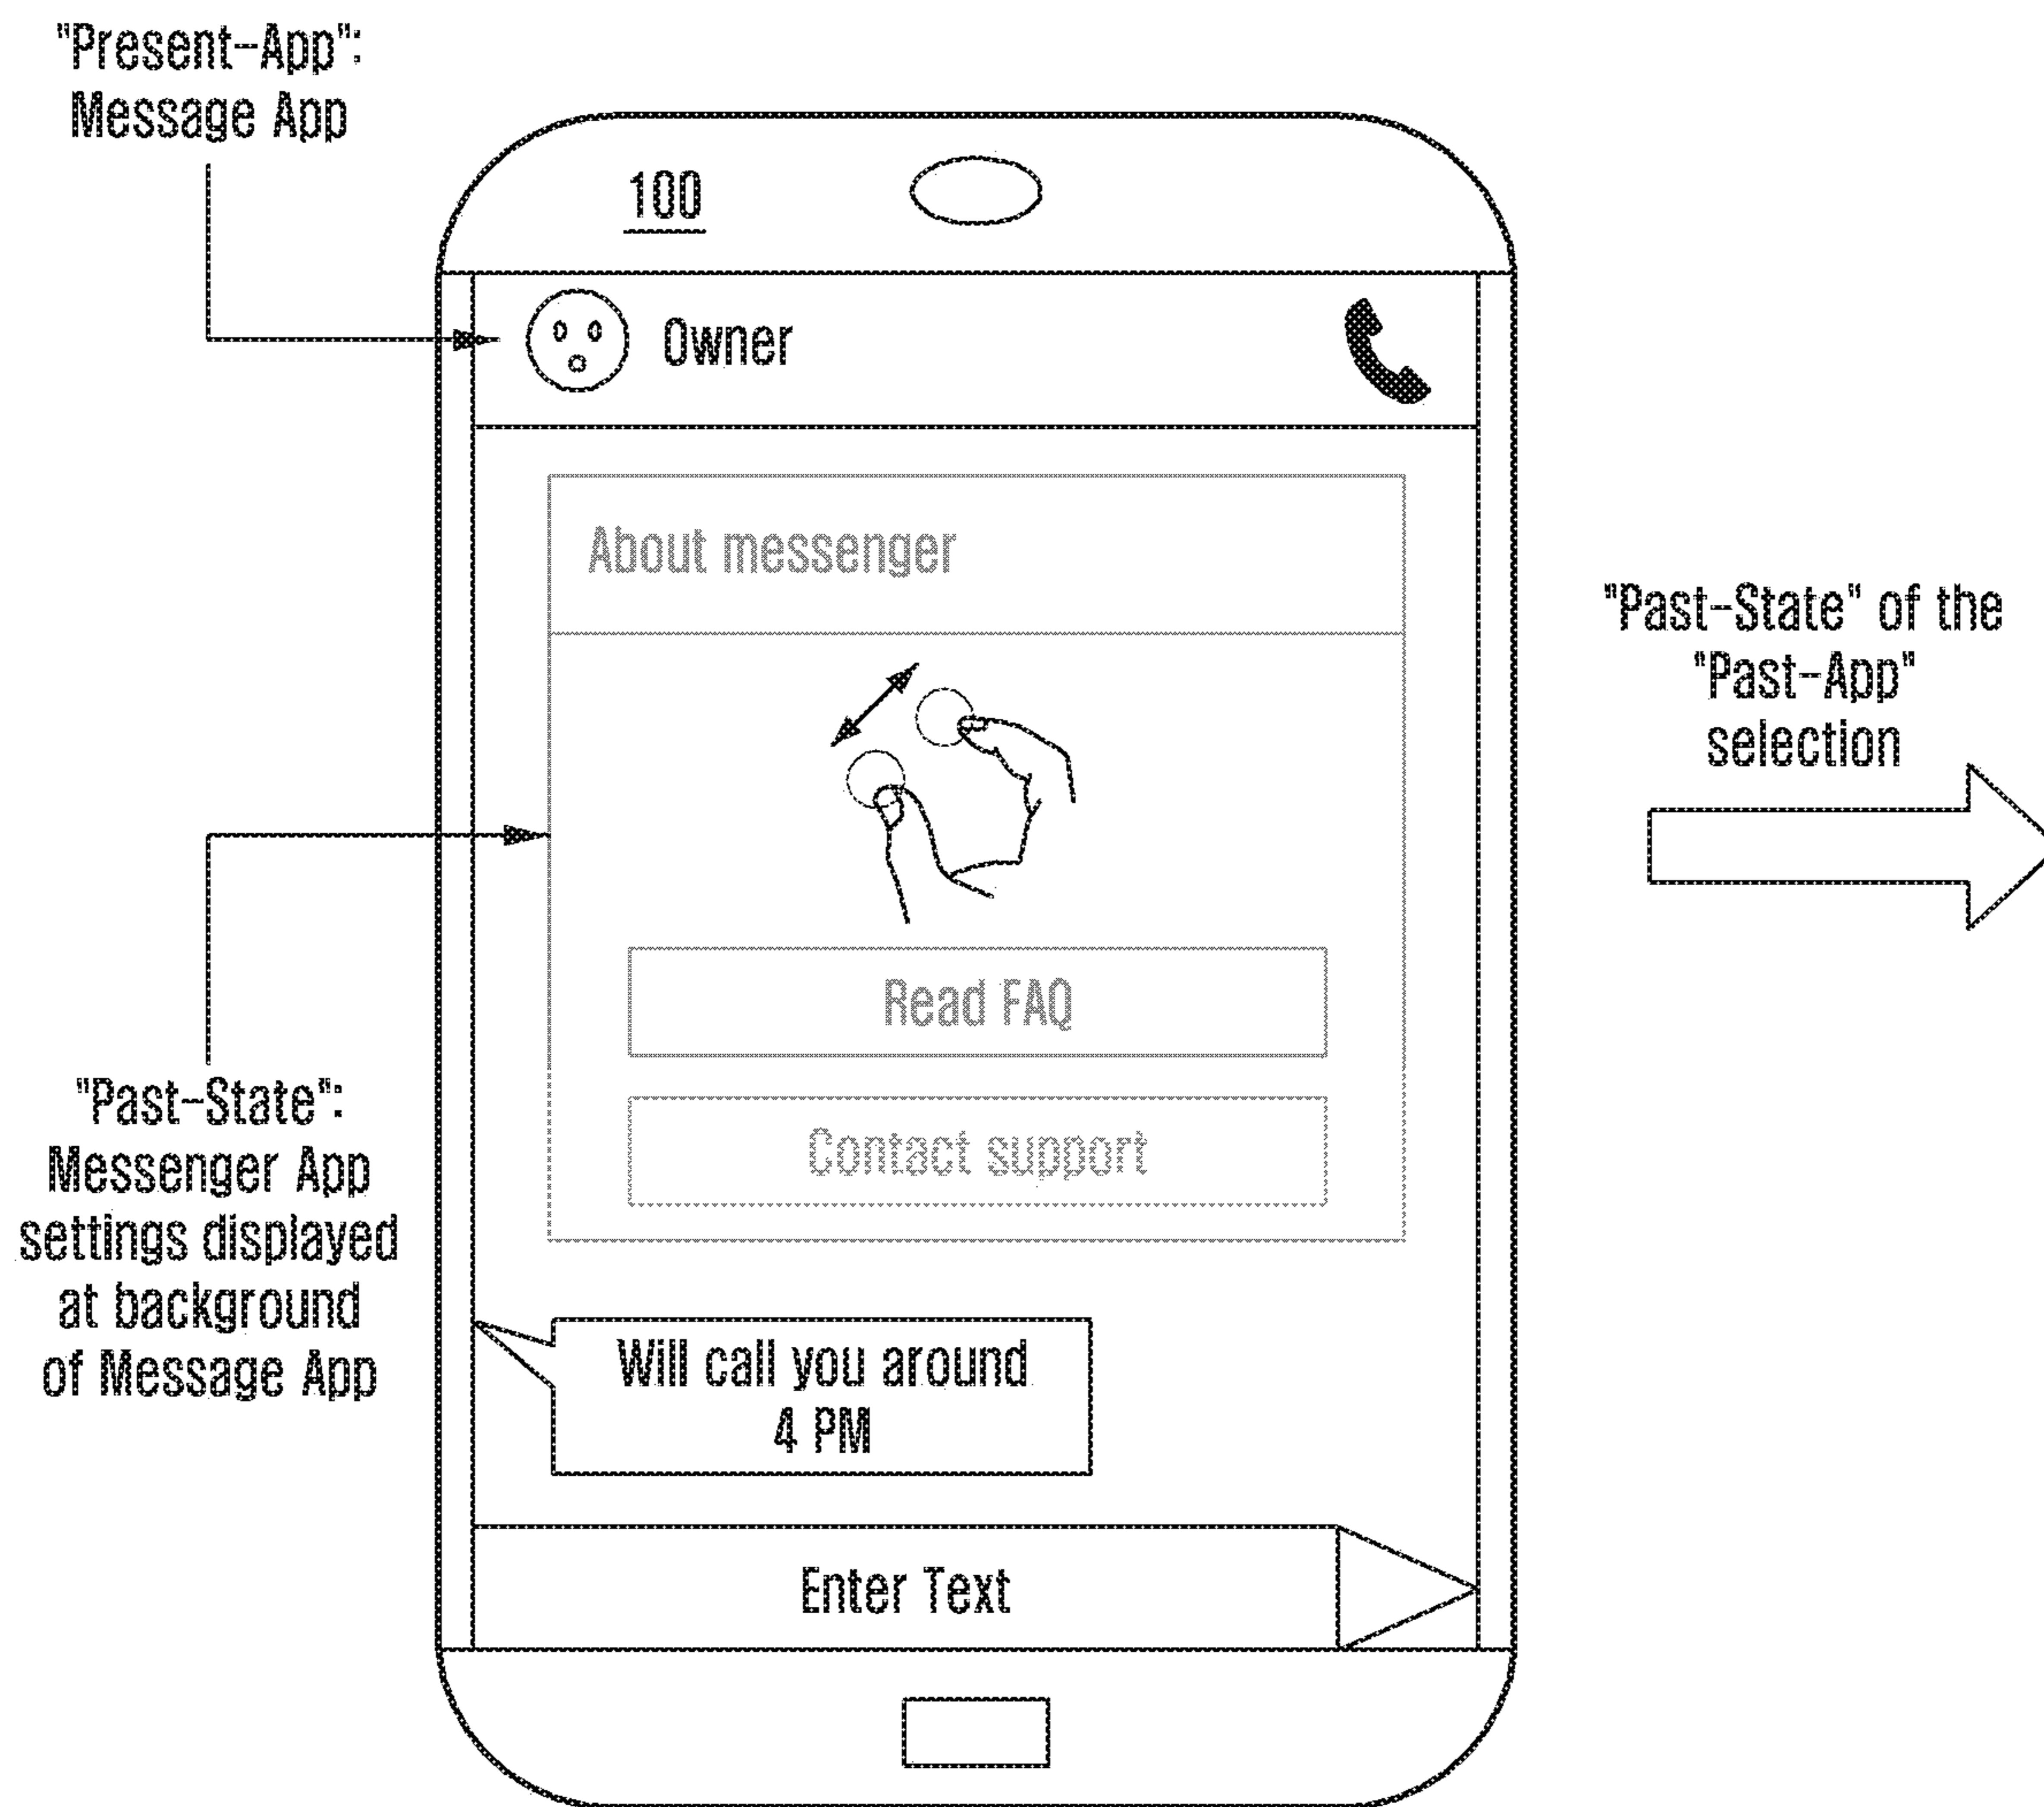 "Present-App":
Message App
100
Owner
About messenger
"Past-State" of the
"Past-App"
selection
Read FAQ
"Past-State":
Messenger App
settings displayed
at background
of Message App
Contact support
Will call you around
4 PM
Enter Text